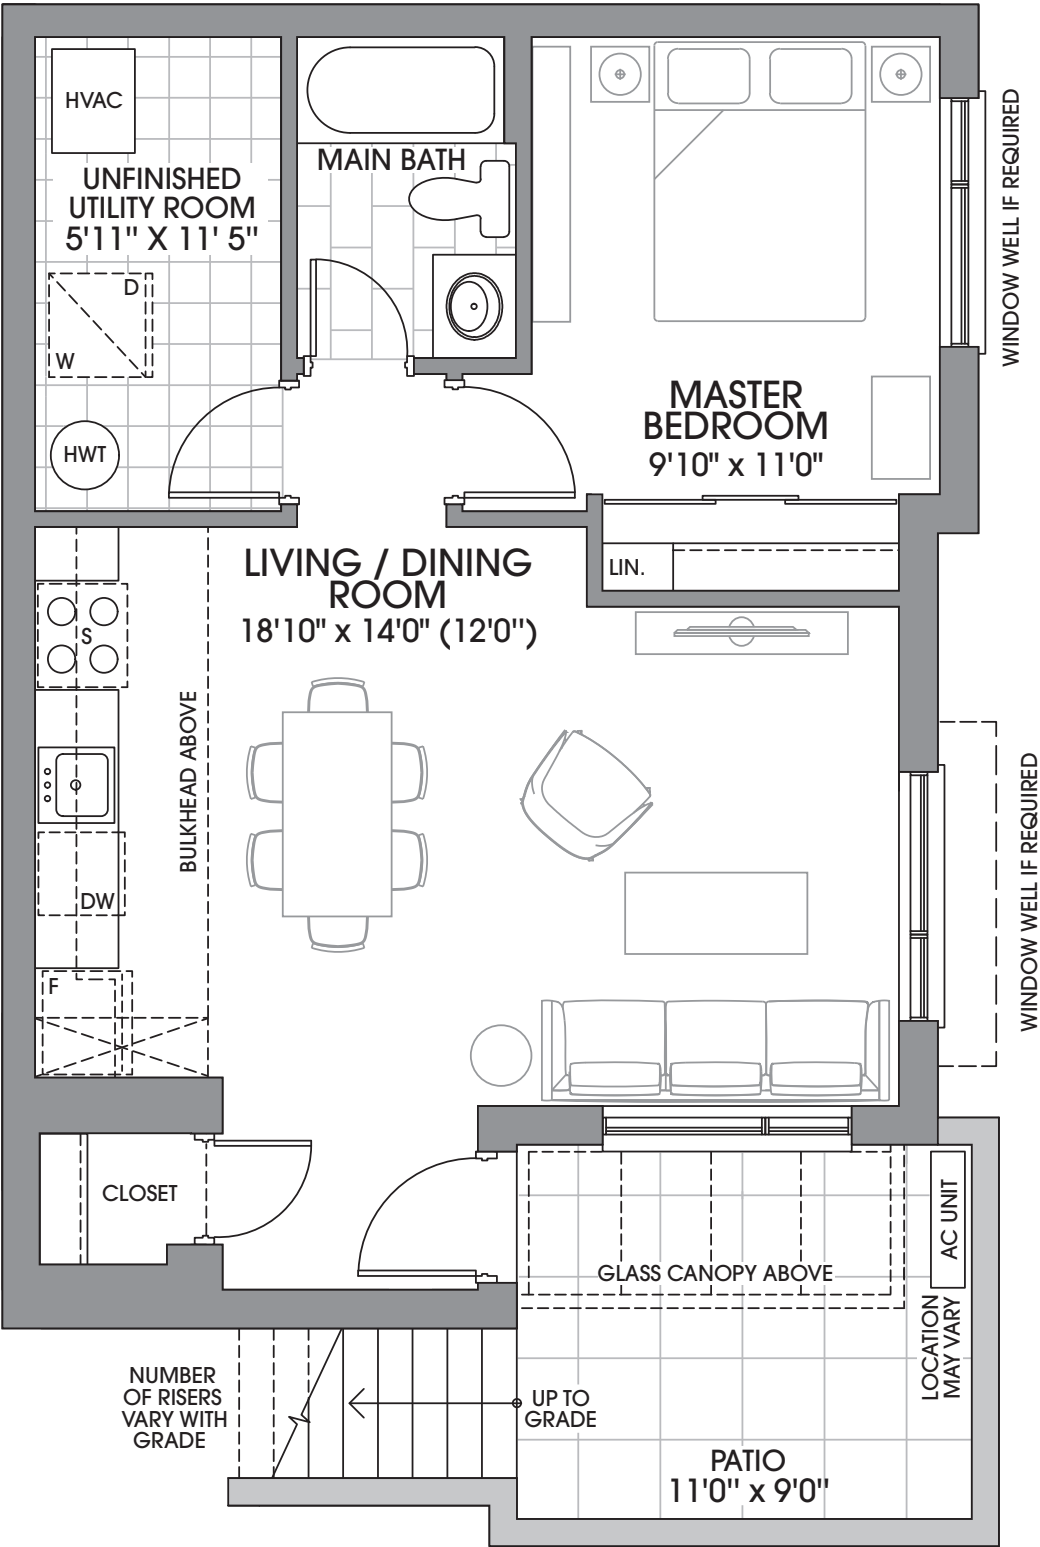 HVAC
UNFINISHED
UTILITY ROOM
5'11" X 11' 5"
D
W
HWT
MAIN BATH
MASTER
BEDROOM
9'10" x 11'0"
WINDOW WELL IF REQUIRED
LIN.
LIVING / DINING
ROOM
18'10" x 14'0" (12'0")
S
BULKHEAD ABOVE
DW
F
WINDOW WELL IF REQUIRED
CLOSET
GLASS CANOPY ABOVE
AC UNIT
LOCATION
MAY VARY
NUMBER
OF RISERS
VARY WITH
GRADE
UP TO
GRADE
PATIO
11'0" x 9'0"